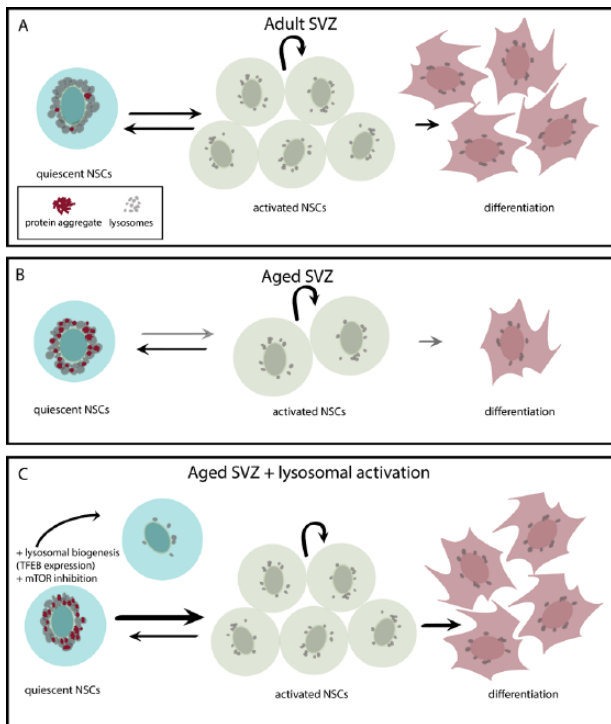 A
Adult SVZ
quiescent NSCs
activated NSCs
differentiation
protein aggregate
lysosomes
B
Aged SVZ
quiescent NSCs
activated NSCs
differentiation
C
Aged SVZ + lysosomal activation
+ lysosomal biogenesis
(TFEB expression)
+ mTOR inhibition
quiescent NSCs
activated NSCs
differentiation